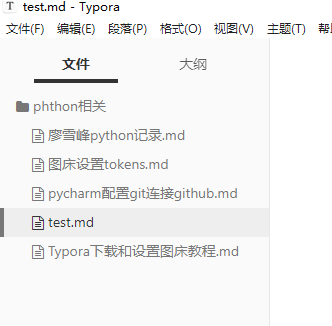 T test.md - Typora
文件(F) 编辑(E) 段落(P) 格式(O) 视图(V) 主题(T) 帮助
文件 大纲
phthon相关
廖雪峰python记录.md
图床设置tokens.md
pycharm配置git连接github.md
test.md
Typora下载和设置图床教程.md